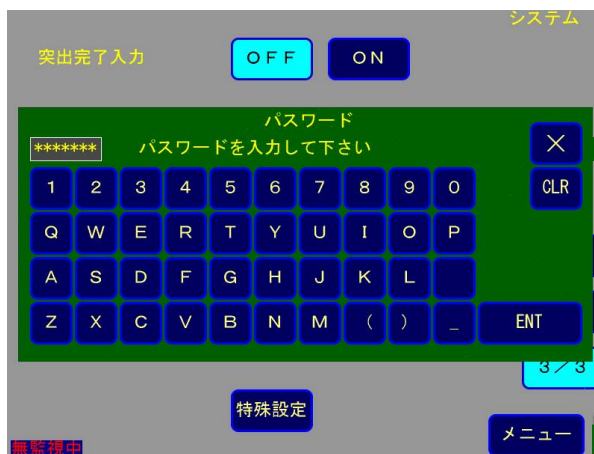 システム
突出完了入力 OFF ON
パスワード
******* パスワードを入力して下さい ×
1 2 3 4 5 6 7 8 9 0 CLR
Q W E R T Y U I O P
A S D F G H J K L
Z X C V B N M ( ) _ ENT
3/3
特殊設定
メニュー
無監視中